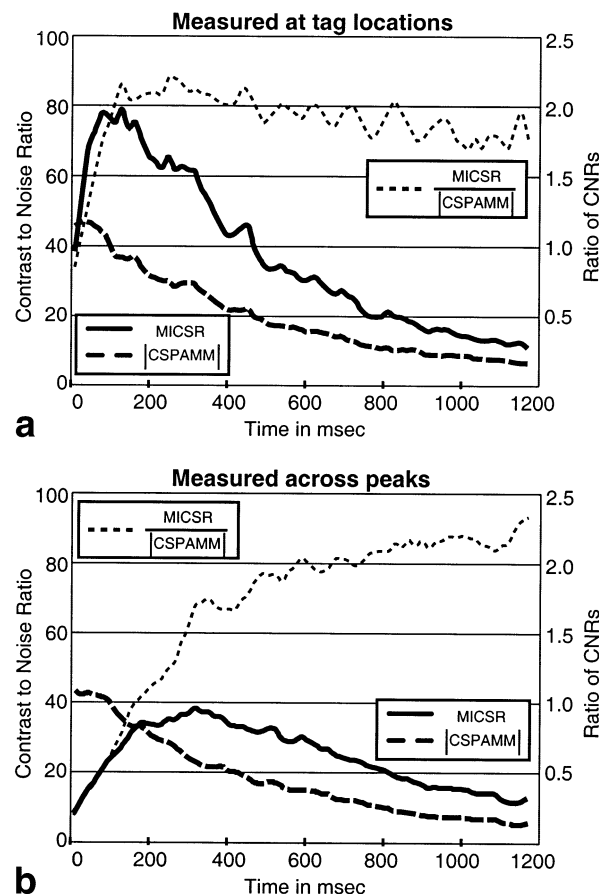 Measured at tag locations
100
80
60
40
20
0
Contrast to Noise Ratio
2.5
2.0
1.5
1.0
0.5
Ratio of CNRs
MICSR
|CSPAMM|
MICSR
|CSPAMM|
0 200 400 600 800 1000 1200
Time in msec
a
Measured across peaks
100
80
60
40
20
0
Contrast to Noise Ratio
2.5
2.0
1.5
1.0
0.5
Ratio of CNRs
MICSR
|CSPAMM|
MICSR
|CSPAMM|
0 200 400 600 800 1000 1200
Time in msec
b